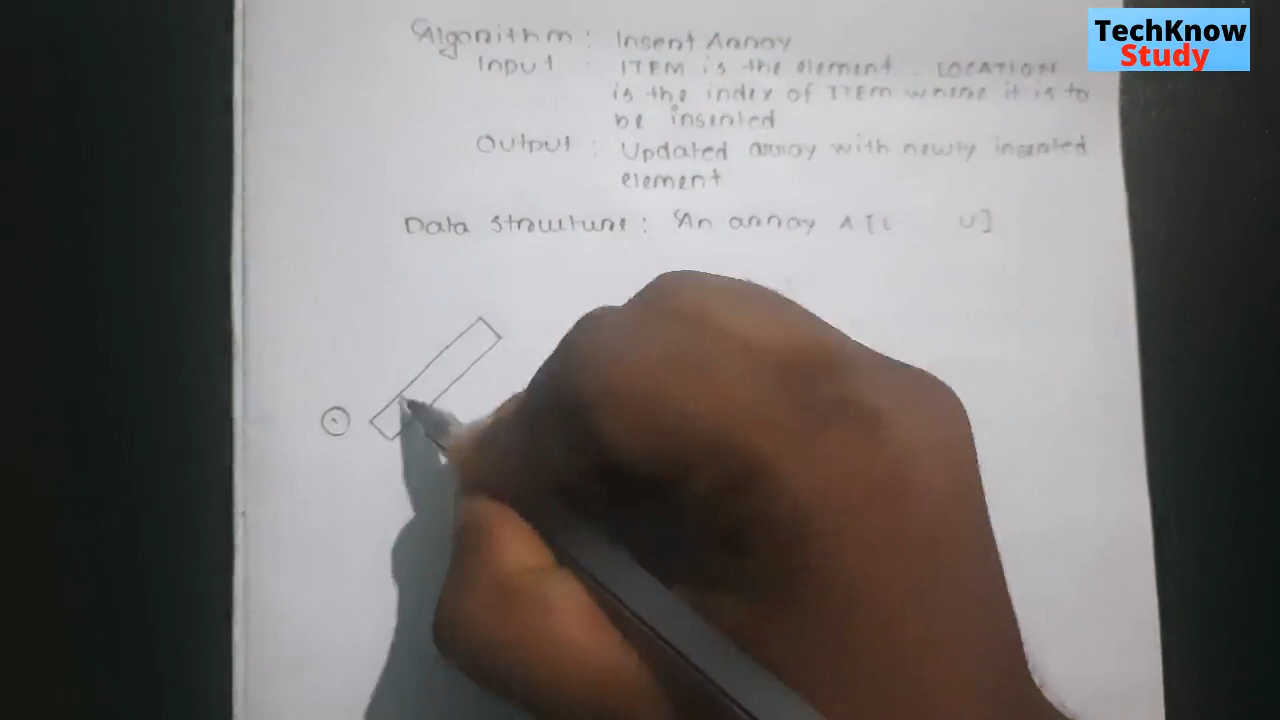 TechKnow
Study
Algorithm: Insert Array
Input : ITEM is the element. LOCATION
is the index of ITEM where it is to
be inserted
Output : Updated array with newly inserted
element
Data structure: An array A[L U]